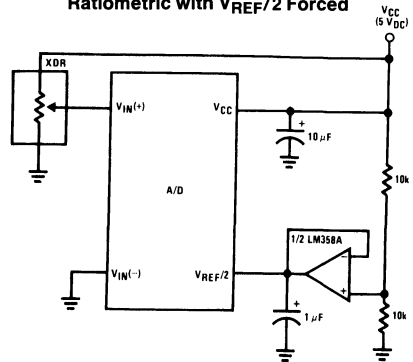 Ratiometric with VREF/2 Forced
VCC
(5 VDC)
XDR
VIN(+)
VCC
+
10 µF
10k
A/D
1/2 LM358A
−
+
VIN(−)
VREF/2
+
1 µF
10k